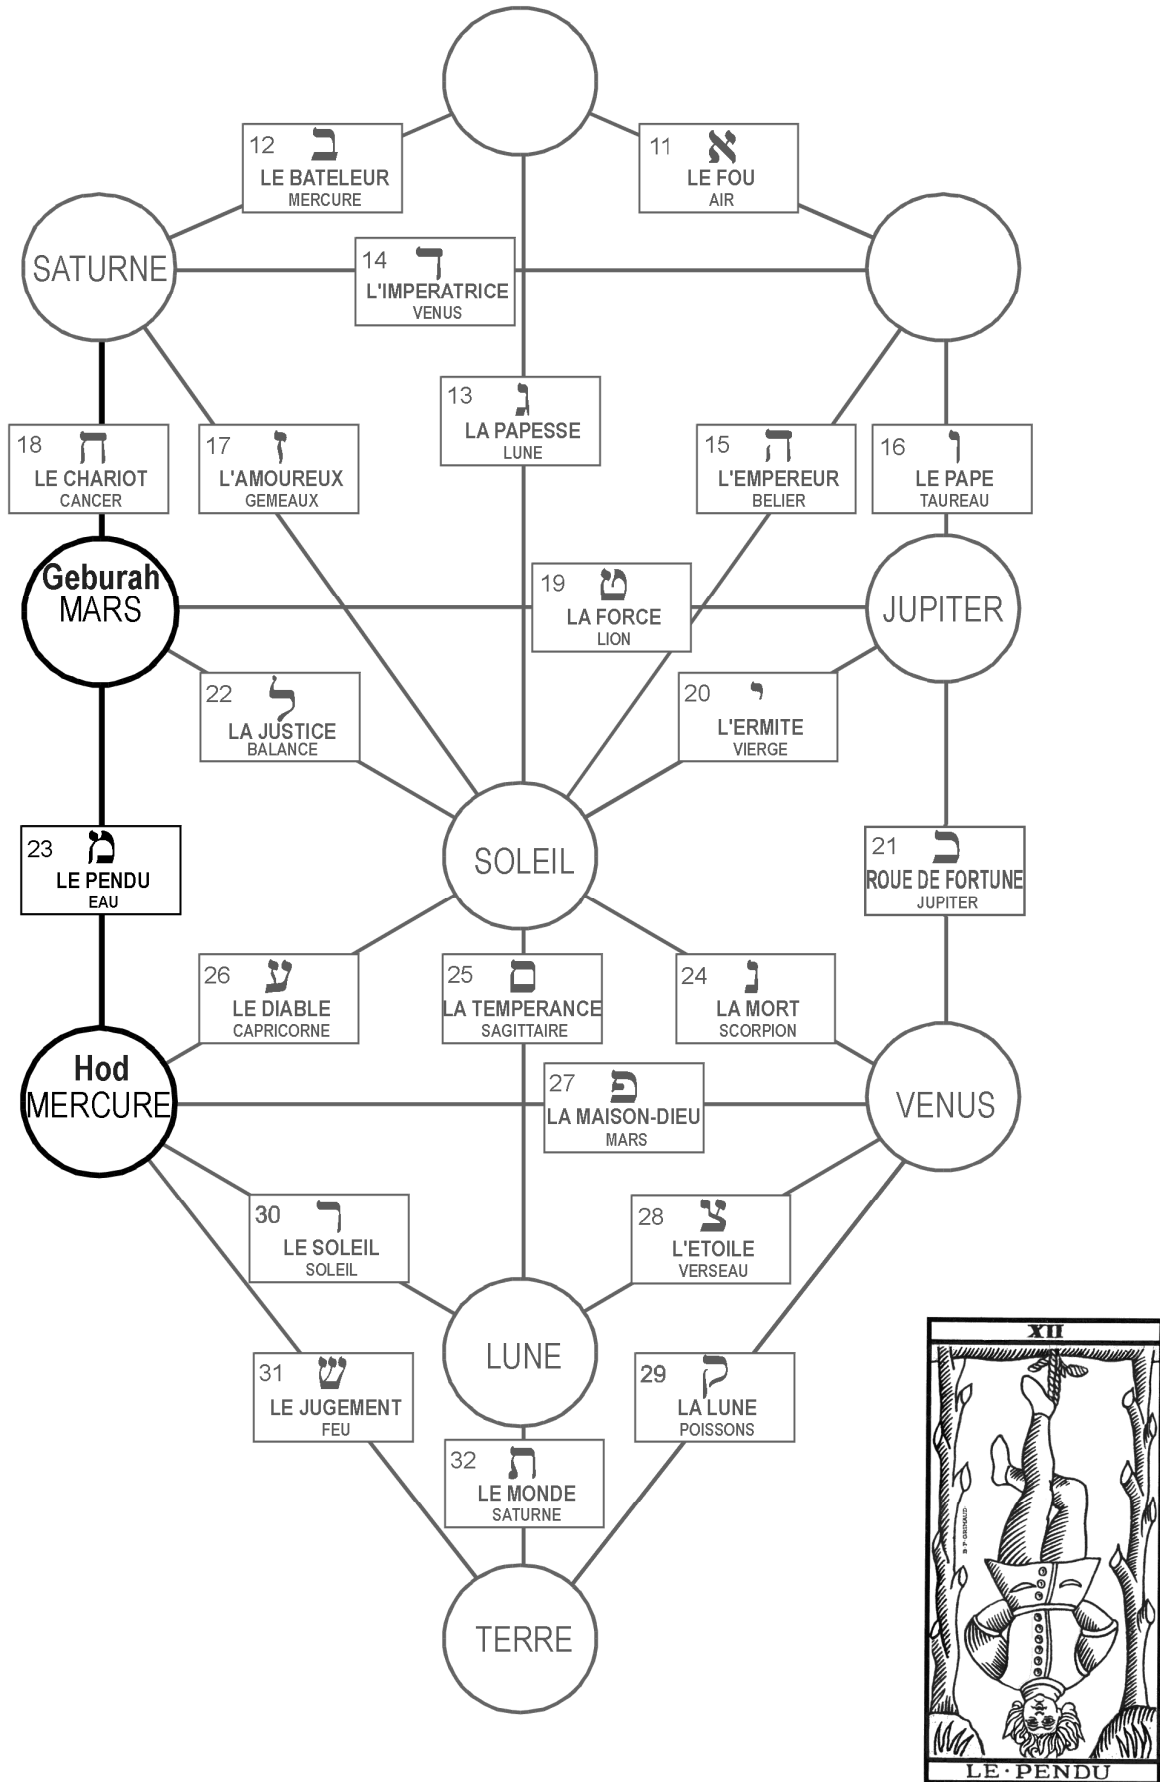 12 ב
LE BATELEUR
MERCURE
11 א
LE FOU
AIR
SATURNE
14 ד
L'IMPERATRICE
VENUS
13 ג
LA PAPESSE
LUNE
18 ח
LE CHARIOT
CANCER
17 ז
L'AMOUREUX
GEMEAUX
15 ה
L'EMPEREUR
BELIER
16 ו
LE PAPE
TAUREAU
Geburah
MARS
19 ט
LA FORCE
LION
JUPITER
22 ל
LA JUSTICE
BALANCE
20 י
L'ERMITE
VIERGE
SOLEIL
23 מ
LE PENDU
EAU
21 כ
ROUE DE FORTUNE
JUPITER
26 ע
LE DIABLE
CAPRICORNE
25 ם
LA TEMPERANCE
SAGITTAIRE
24 נ
LA MORT
SCORPION
Hod
MERCURE
27 פ
LA MAISON-DIEU
MARS
VENUS
30 ר
LE SOLEIL
SOLEIL
28 צ
L'ETOILE
VERSEAU
LUNE
31 ש
LE JUGEMENT
FEU
29 ק
LA LUNE
POISSONS
32 ת
LE MONDE
SATURNE
TERRE
XII
B P GRIMAUD
LE·PENDU